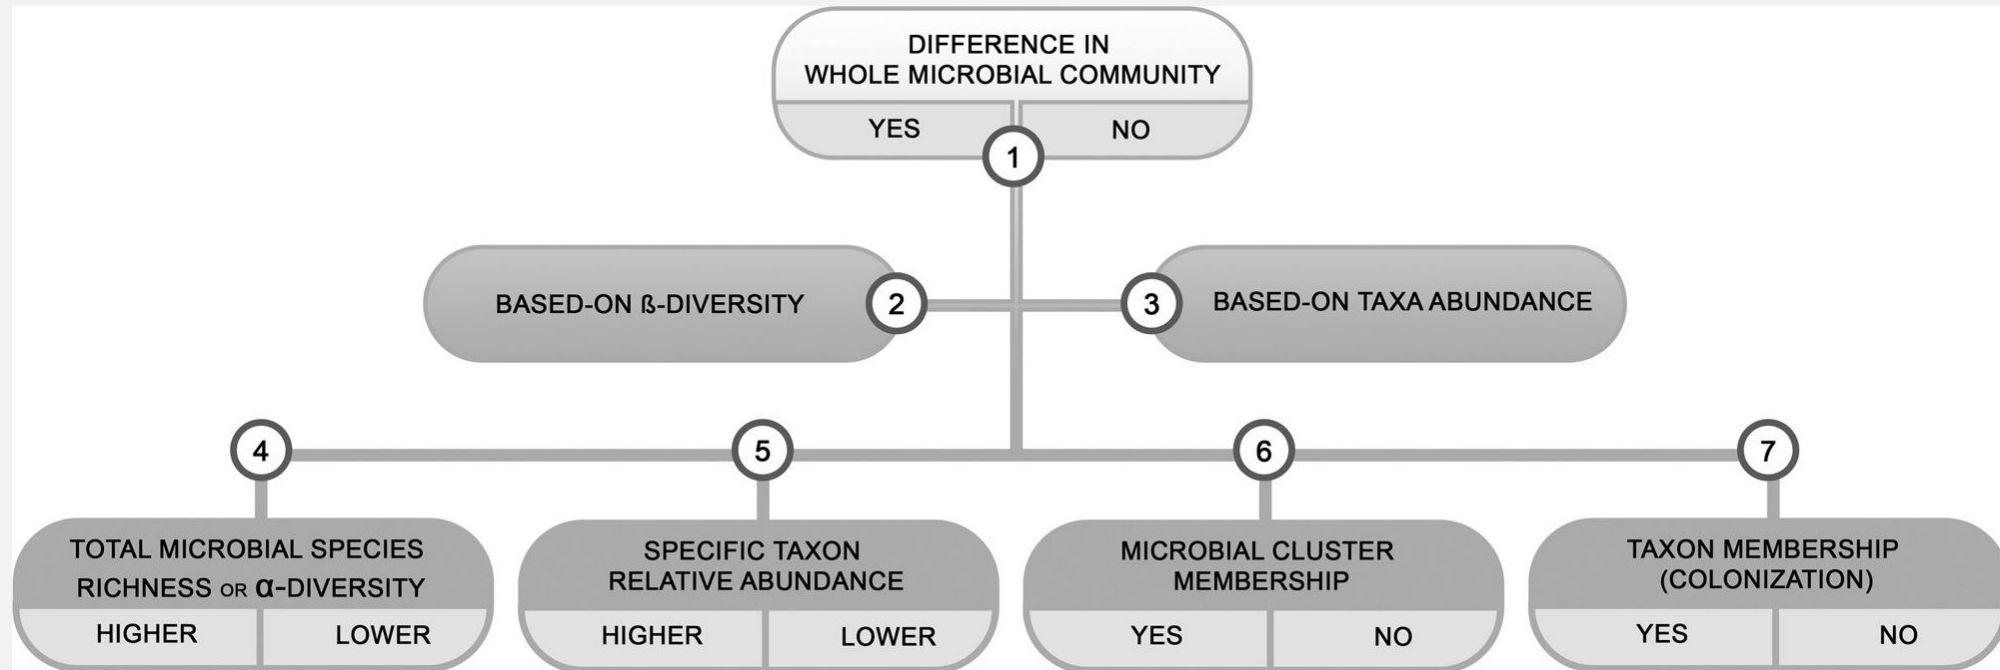 DIFFERENCE IN
WHOLE MICROBIAL COMMUNITY
YES
NO
1
BASED-ON ß-DIVERSITY
2
3
BASED-ON TAXA ABUNDANCE
4
5
6
7
TOTAL MICROBIAL SPECIES
RICHNESS OR α-DIVERSITY
HIGHER
LOWER
SPECIFIC TAXON
RELATIVE ABUNDANCE
HIGHER
LOWER
MICROBIAL CLUSTER
MEMBERSHIP
YES
NO
TAXON MEMBERSHIP
(COLONIZATION)
YES
NO